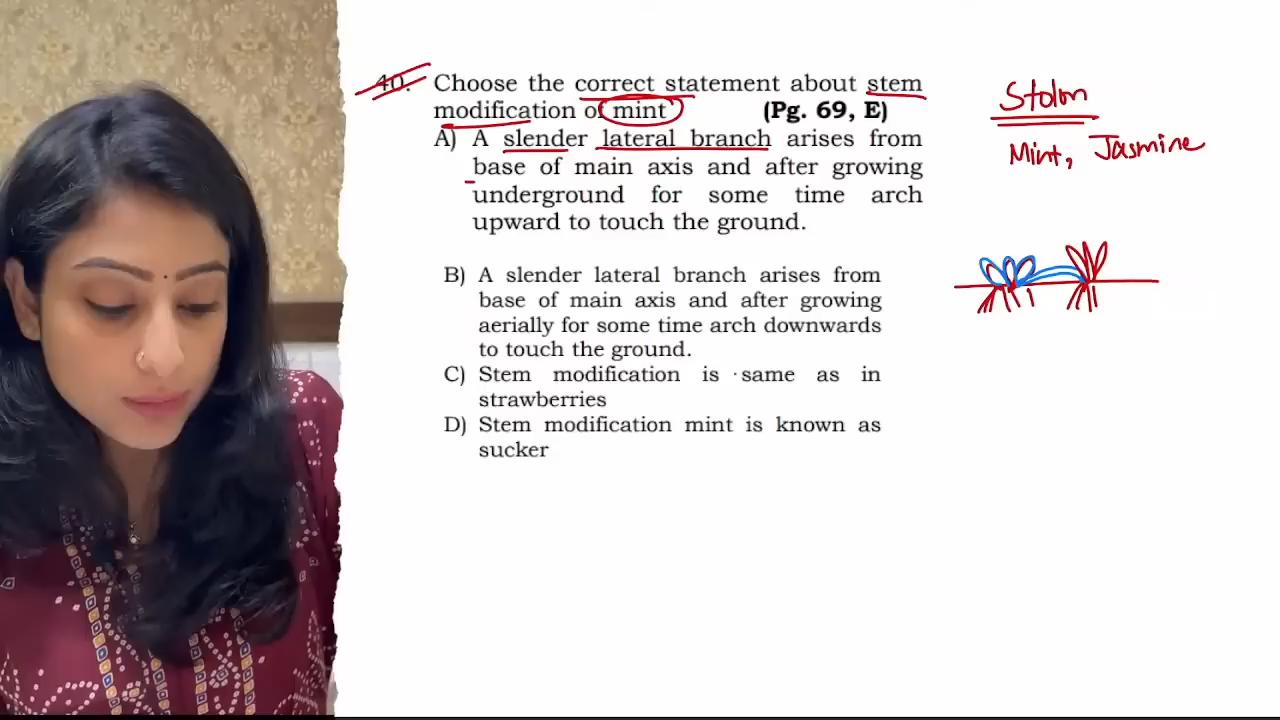 40. Choose the correct statement about stem
modification of mint (Pg. 69, E)
A) A slender lateral branch arises from
base of main axis and after growing
underground for some time arch
upward to touch the ground.
B) A slender lateral branch arises from
base of main axis and after growing
aerially for some time arch downwards
to touch the ground.
C) Stem modification is same as in
strawberries
D) Stem modification mint is known as
sucker
Stolon
Mint, Jasmine